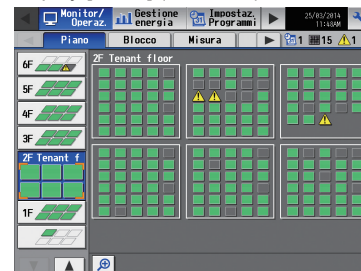 Monitor/ Operaz. Gestione energia Impostaz. Programmi 25/03/2014 11:48AM
Piano Blocco Misura 1 15 1
6F 2F Tenant floor
5F
4F
3F
2F Tenant f
1F